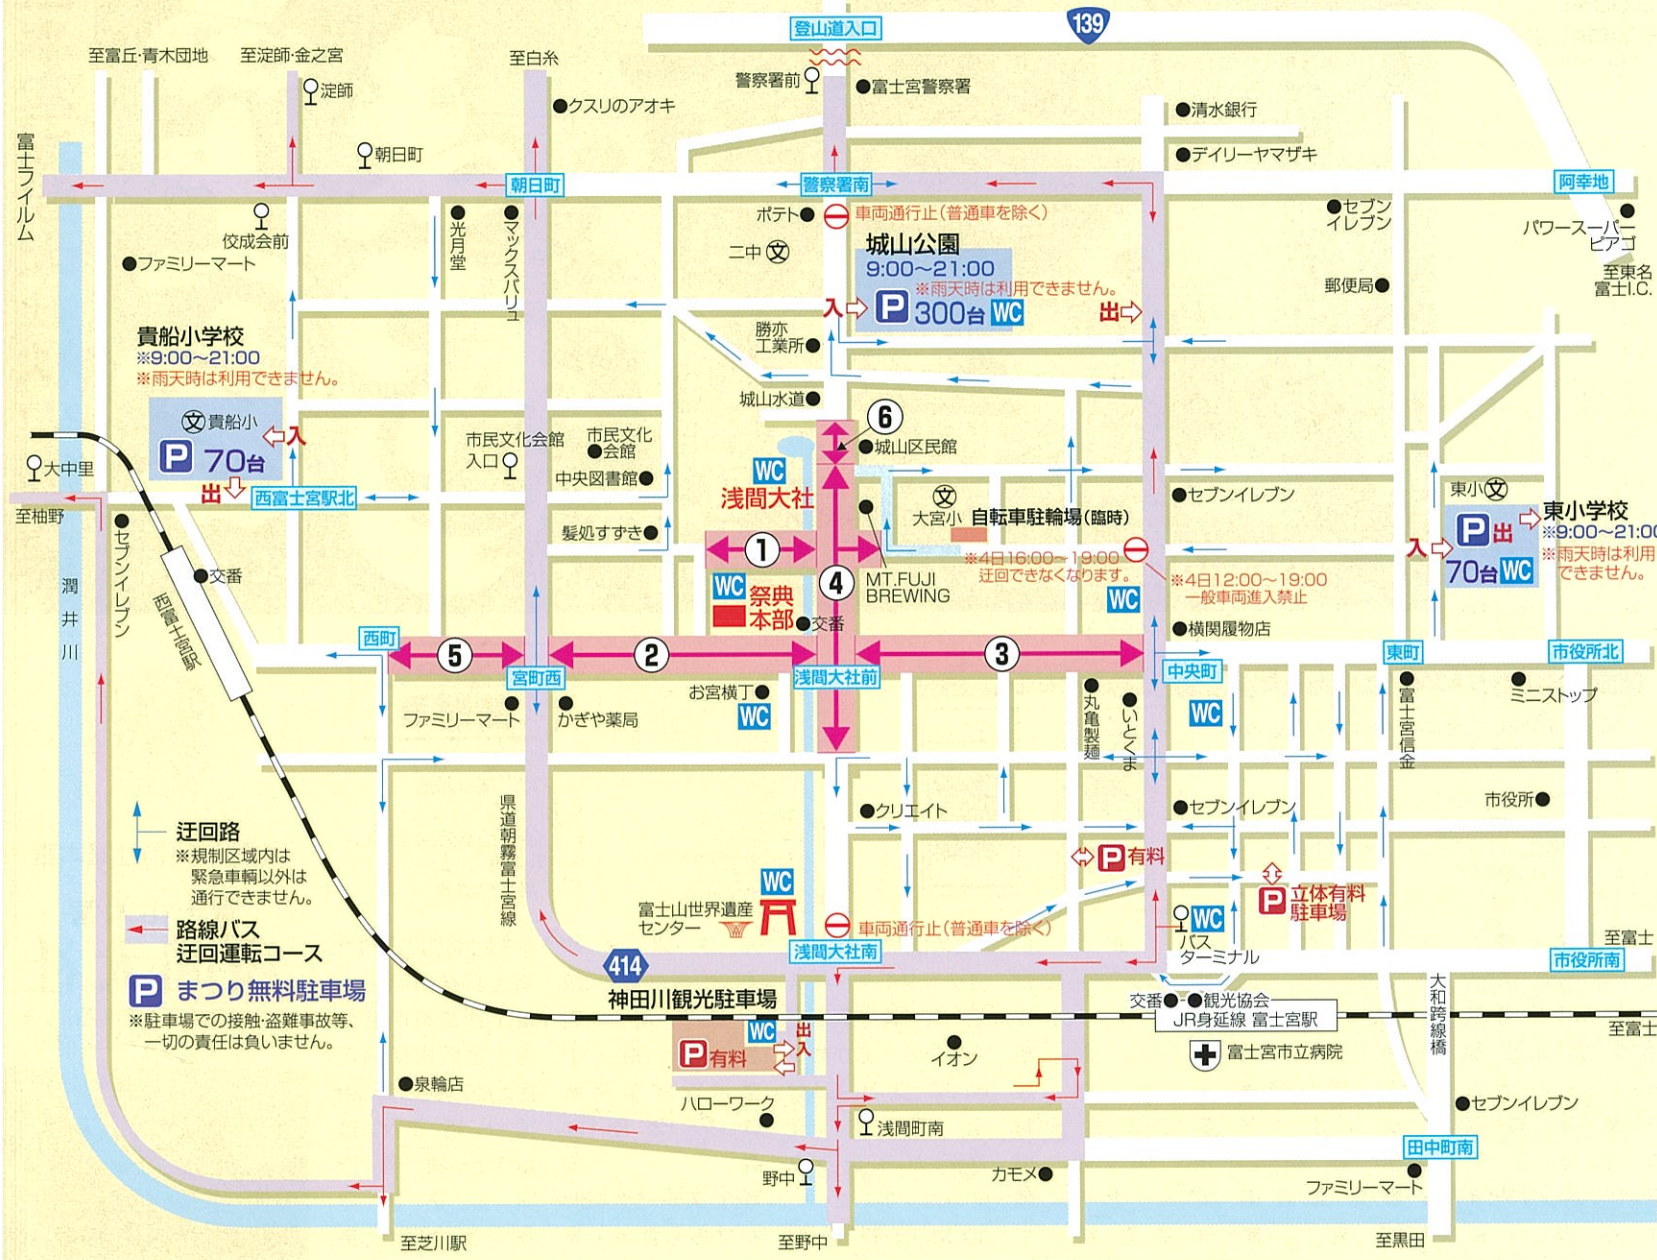 登山道入口
139
至富丘・青木団地
至淀師・金之宮
至白糸
淀師
警察署前
富士宮警察署
クスリのアオキ
清水銀行
富士フイルム
朝日町
デイリーヤマザキ
朝日町
警察署南
阿幸地
佼成会前
光月堂
マックスバリュ
ポテト
車両通行止(普通車を除く)
セブン
イレブン
パワースーパー
ピアゴ
ファミリーマート
二中
文
城山公園
9:00〜21:00
※雨天時は利用できません。
P
300台
WC
入
出
郵便局
至東名
富士I.C.
貴船小学校
※9:00〜21:00
※雨天時は利用できません。
勝亦
工業所
城山水道
文
貴船小
P
70台
入
出
大中里
西富士宮駅北
至柚野
市民文化会館
入口
市民文化
会館
中央図書館
髪処すずき
WC
浅間大社
6
城山区民館
文
大宮小
自転車駐輪場(臨時)
セブンイレブン
東小
文
東小学校
※9:00〜21:00
※雨天時は利用
できません。
P
出
入
70台
WC
セブンイレブン
交番
潤井川
西富士宮駅
1
4
MT.FUJI
BREWING
※4日16:00〜19:00
迂回できなくなります。
※4日12:00〜19:00
一般車両進入禁止
WC
WC
祭典
本部
交番
横関履物店
西町
5
2
3
宮町西
浅間大社前
中央町
東町
市役所北
ファミリーマート
かぎや薬局
お宮横丁
WC
丸亀製麺
いとくま
WC
富士宮信金
ミニストップ
県道朝霧富士宮線
クリエイト
セブンイレブン
市役所
迂回路
※規制区域内は
緊急車輌以外は
通行できません。
P
有料
P
立体有料
駐車場
WC
富士山世界遺産
センター
車両通行止(普通車を除く)
WC
バス
ターミナル
路線バス
迂回運転コース
浅間大社南
414
至富士
市役所南
P
まつり無料駐車場
※駐車場での接触・盗難事故等、
一切の責任は負いません。
神田川観光駐車場
WC
P
有料
出
入
交番
観光協会
JR身延線 富士宮駅
富士宮市立病院
大和跨線橋
至富士
イオン
泉輪店
ハローワーク
浅間町南
セブンイレブン
田中町南
野中
カモメ
ファミリーマート
至芝川駅
至野中
至黒田